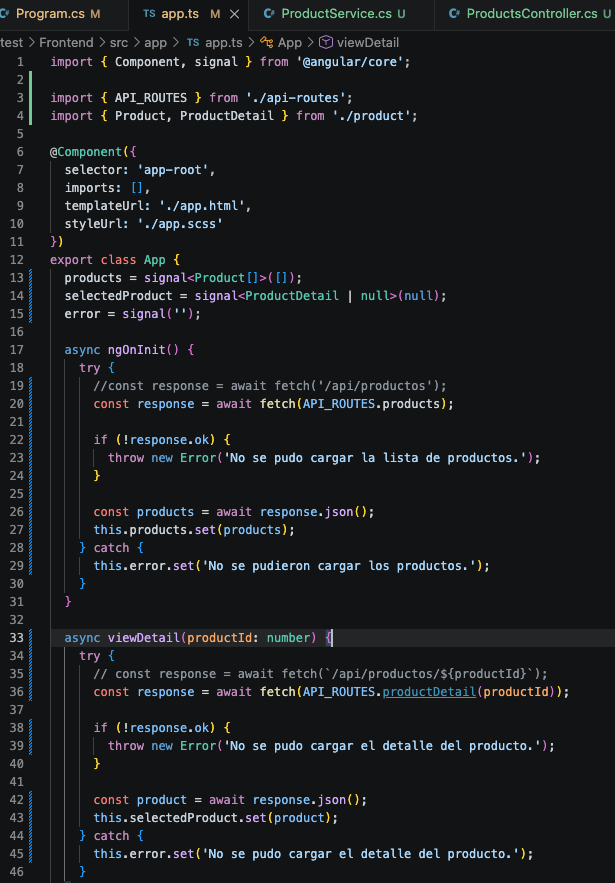 Program.cs M
TS app.ts M ×
C# ProductService.cs U
C# ProductsController.cs U
test > Frontend > src > app > TS app.ts > App > viewDetail
1 import { Component, signal } from '@angular/core';
2
3 import { API_ROUTES } from './api-routes';
4 import { Product, ProductDetail } from './product';
5
6 @Component({
7 selector: 'app-root',
8 imports: [],
9 templateUrl: './app.html',
10 styleUrl: './app.scss'
11 })
12 export class App {
13 products = signal<Product[]>([]);
14 selectedProduct = signal<ProductDetail | null>(null);
15 error = signal('');
16
17 async ngOnInit() {
18 try {
19 //const response = await fetch('/api/productos');
20 const response = await fetch(API_ROUTES.products);
21
22 if (!response.ok) {
23 throw new Error('No se pudo cargar la lista de productos.');
24 }
25
26 const products = await response.json();
27 this.products.set(products);
28 } catch {
29 this.error.set('No se pudieron cargar los productos.');
30 }
31 }
32
33 async viewDetail(productId: number) {
34 try {
35 // const response = await fetch(`/api/productos/${productId}`);
36 const response = await fetch(API_ROUTES.productDetail(productId));
37
38 if (!response.ok) {
39 throw new Error('No se pudo cargar el detalle del producto.');
40 }
41
42 const product = await response.json();
43 this.selectedProduct.set(product);
44 } catch {
45 this.error.set('No se pudo cargar el detalle del producto.');
46 }